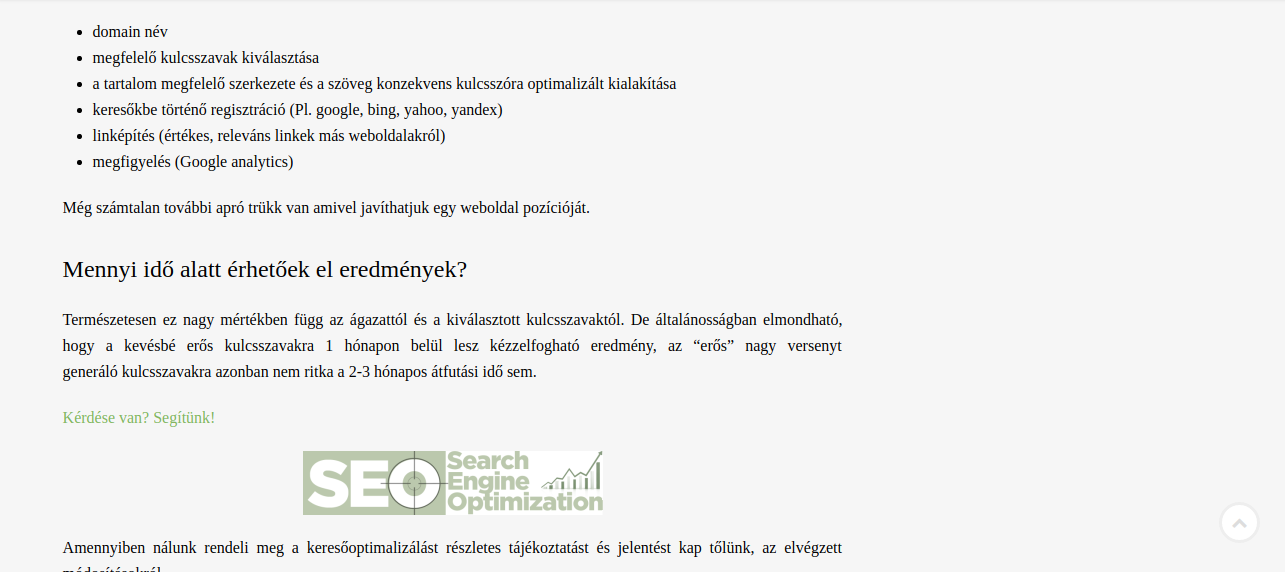 domain név
megfelelő kulcsszavak kiválasztása
a tartalom megfelelő szerkezete és a szöveg konzekvens kulcsszóra optimalizált kialakítása
keresőkbe történő regisztráció (Pl. google, bing, yahoo, yandex)
linképítés (értékes, releváns linkek más weboldalakról)
megfigyelés (Google analytics)
Még számtalan további apró trükk van amivel javíthatjuk egy weboldal pozícióját.
Mennyi idő alatt érhetőek el eredmények?
Természetesen ez nagy mértékben függ az ágazattól és a kiválasztott kulcsszavaktól. De általánosságban elmondható,
hogy a kevésbé erős kulcsszavakra 1 hónapon belül lesz kézzelfogható eredmény, az “erős” nagy versenyt
generáló kulcsszavakra azonban nem ritka a 2-3 hónapos átfutási idő sem.
Kérdése van? Segítünk!
SEO
Search
Engine
Optimization
Amennyiben nálunk rendeli meg a keresőoptimalizálást részletes tájékoztatást és jelentést kap tőlünk, az elvégzett